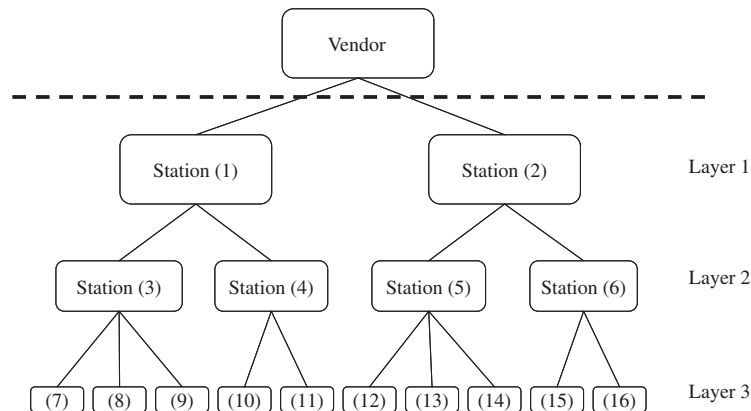 Vendor
Station (1)
Station (2)
Layer 1
Station (3)
Station (4)
Station (5)
Station (6)
Layer 2
(7)
(8)
(9)
(10)
(11)
(12)
(13)
(14)
(15)
(16)
Layer 3